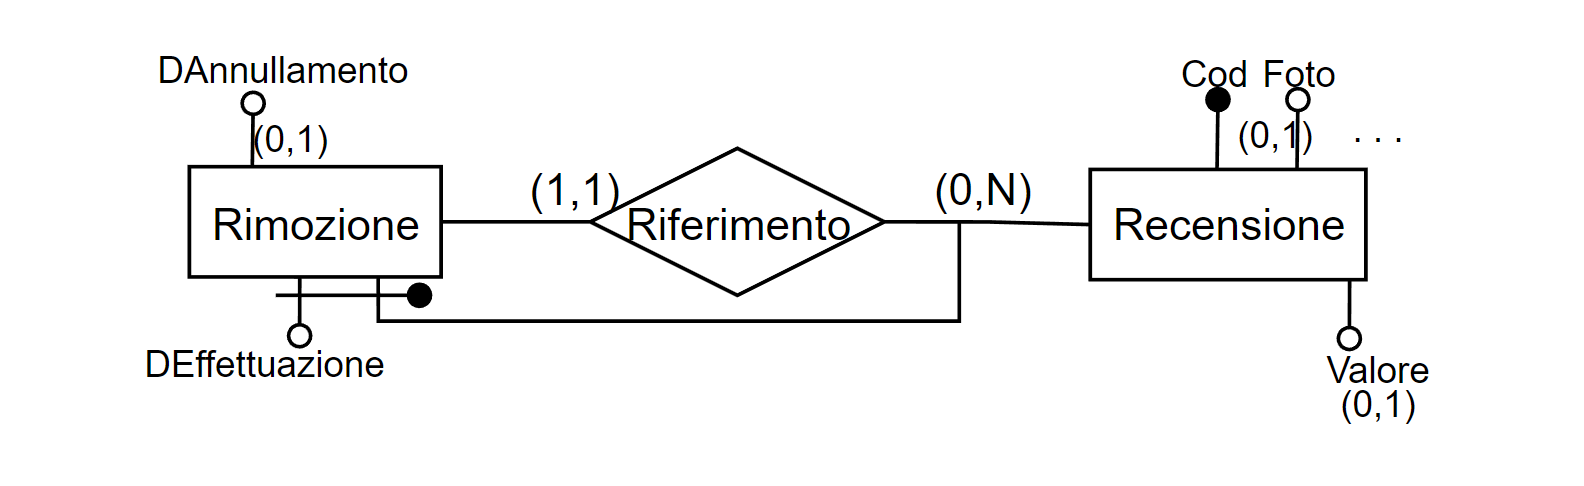 DAnnullamento
(0,1)
Cod Foto
(0,1) ...
Rimozione
(1,1)
Riferimento
(0,N)
Recensione
DEffettuazione
Valore
(0,1)